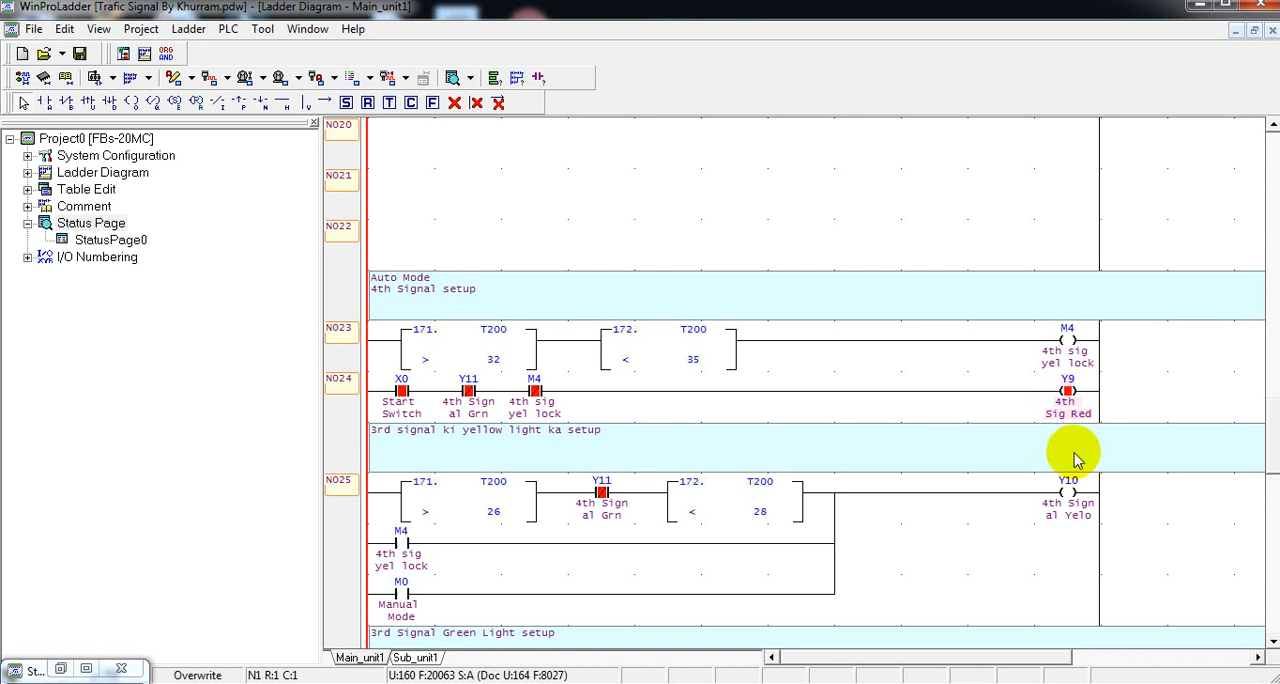 WinProLadder [Trafic Signal By Khurram.pdw] - [Ladder Diagram - Main_unit1]
File Edit View Project Ladder PLC Tool Window Help
ORG
AND
S R T C F
Project0 [FBs-20MC]
System Configuration
Ladder Diagram
Table Edit
Comment
Status Page
StatusPage0
I/O Numbering
N020
N021
N022
Auto Mode
4th Signal setup
N023
171. T200
> 32
172. T200
< 35
M4
4th sig
yel lock
N024
X0
Start
Switch
Y11
4th Sign
al Grn
M4
4th sig
yel lock
Y9
4th
Sig Red
3rd signal ki yellow light ka setup
N025
171. T200
> 26
Y11
4th Sign
al Grn
172. T200
< 28
Y10
4th Sign
al Yelo
M4
4th sig
yel lock
M0
Manual
Mode
3rd Signal Green Light setup
Main_unit1 Sub_unit1
St...
Overwrite N1 R:1 C:1 U:160 F:20063 S:A (Doc U:164 F:8027)